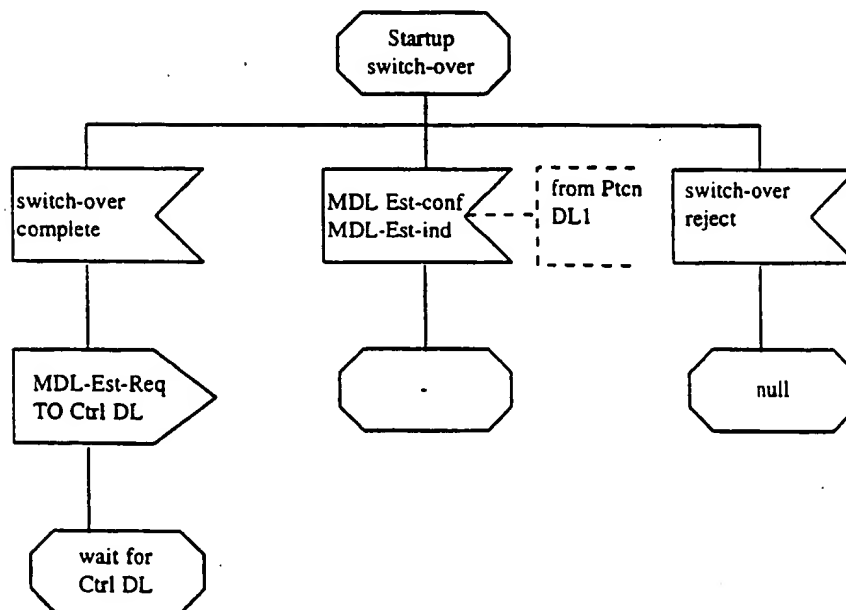 Startup
switch-over
switch-over
complete
MDL Est-conf
MDL-Est-ind
from Ptcn
DL1
switch-over
reject
MDL-Est-Req
TO Ctrl DL
-
null
wait for
Ctrl DL